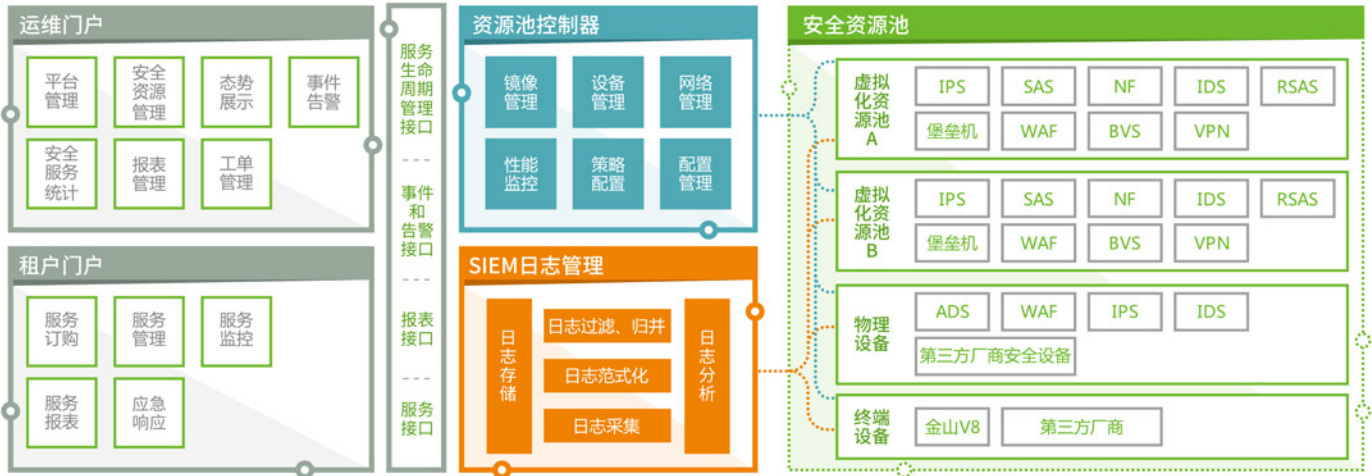 运维门户
平台
管理
安全
资源
管理
态势
展示
事件
告警
安全
服务
统计
报表
管理
工单
管理
租户门户
服务
订购
服务
管理
服务
监控
服务
报表
应急
响应
服务
生命
周期
管理
接口
事件
和
告警
接口
报表
接口
服务
接口
资源池控制器
镜像
管理
设备
管理
网络
管理
性能
监控
策略
配置
配置
管理
SIEM日志管理
日志存储
日志过滤、归并
日志范式化
日志采集
日志分析
安全资源池
虚拟
化资
源池
A
IPS SAS NF IDS RSAS
堡垒机 WAF BVS VPN
虚拟
化资
源池
B
IPS SAS NF IDS RSAS
堡垒机 WAF BVS VPN
物理
设备
ADS WAF IPS IDS
第三方厂商安全设备
终端
设备
金山V8 第三方厂商